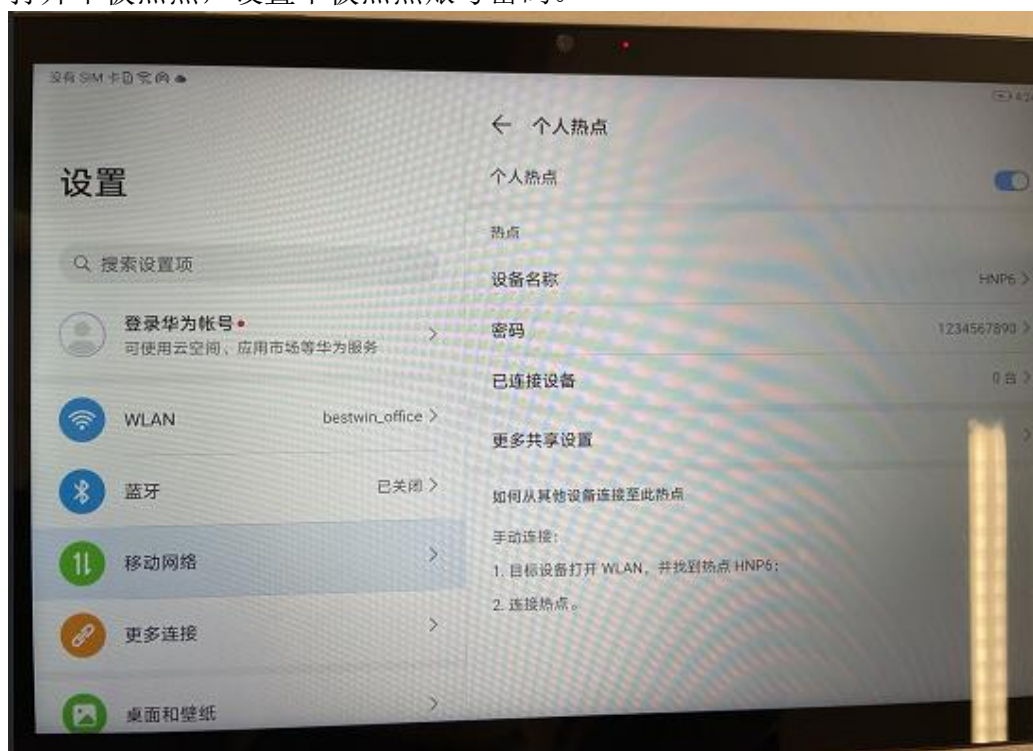 打开平板热点，设置平板热点账号密码。
没有 SIM 卡
个人热点
设置
个人热点
热点
搜索设置项
设备名称 HNP6
登录华为帐号
可使用云空间、应用市场等华为服务
密码 1234567890
已连接设备 0 台
WLAN bestwin_office
更多共享设置
蓝牙 已关闭
如何从其他设备连接至此热点
手动连接：
移动网络
1. 目标设备打开 WLAN，并找到热点 HNP6；
2. 连接热点。
更多连接
桌面和壁纸